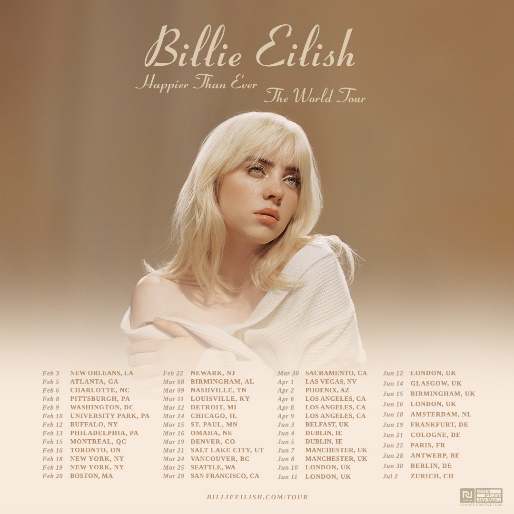 Billie Eilish
Happier Than Ever
The World Tour
Feb 3 NEW ORLEANS, LA
Feb 5 ATLANTA, GA
Feb 6 CHARLOTTE, NC
Feb 8 PITTSBURGH, PA
Feb 9 WASHINGTON, DC
Feb 10 UNIVERSITY PARK, PA
Feb 12 BUFFALO, NY
Feb 13 PHILADELPHIA, PA
Feb 15 MONTREAL, QC
Feb 16 TORONTO, ON
Feb 18 NEW YORK, NY
Feb 19 NEW YORK, NY
Feb 20 BOSTON, MA
Feb 22 NEWARK, NJ
Mar 08 BIRMINGHAM, AL
Mar 09 NASHVILLE, TN
Mar 11 LOUISVILLE, KY
Mar 12 DETROIT, MI
Mar 14 CHICAGO, IL
Mar 15 ST. PAUL, MN
Mar 16 OMAHA, NE
Mar 19 DENVER, CO
Mar 21 SALT LAKE CITY, UT
Mar 24 VANCOUVER, BC
Mar 25 SEATTLE, WA
Mar 29 SAN FRANCISCO, CA
Mar 30 SACRAMENTO, CA
Apr 1 LAS VEGAS, NV
Apr 2 PHOENIX, AZ
Apr 6 LOS ANGELES, CA
Apr 8 LOS ANGELES, CA
Apr 9 LOS ANGELES, CA
Jun 3 BELFAST, UK
Jun 4 DUBLIN, IE
Jun 5 DUBLIN, IE
Jun 7 MANCHESTER, UK
Jun 8 MANCHESTER, UK
Jun 10 LONDON, UK
Jun 11 LONDON, UK
Jun 12 LONDON, UK
Jun 14 GLASGOW, UK
Jun 15 BIRMINGHAM, UK
Jun 16 LONDON, UK
Jun 18 AMSTERDAM, NL
Jun 19 FRANKFURT, DE
Jun 21 COLOGNE, DE
Jun 22 PARIS, FR
Jun 28 ANTWERP, BE
Jun 30 BERLIN, DE
Jul 2 ZURICH, CH
BILLIEEILISH.COM/TOUR